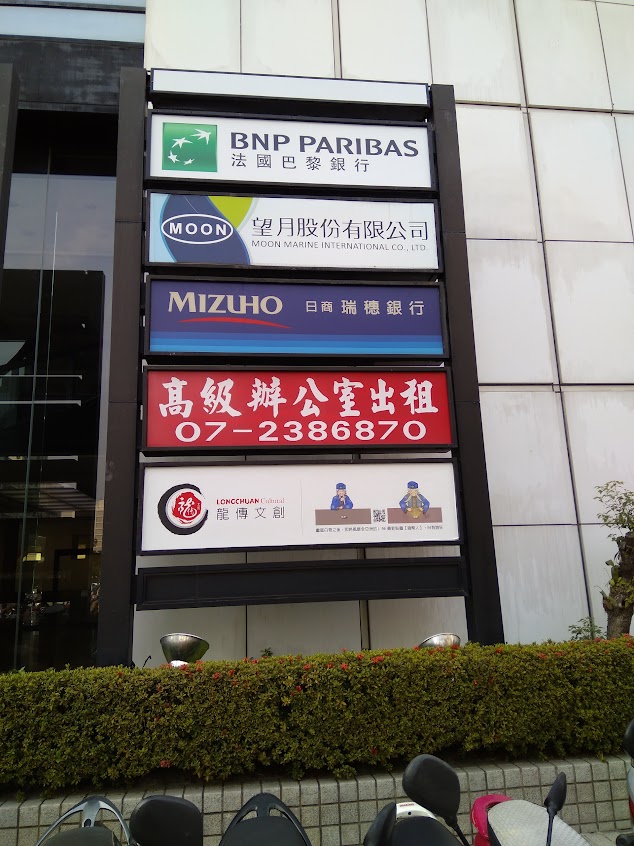 BNP PARIBAS
法國巴黎銀行
MOON
望月股份有限公司
MOON MARINE INTERNATIONAL CO., LTD.
MIZUHO 日商 瑞穗銀行
高級辦公室出租
07-2386870
LONGCHUAN Cultural
龍傳文創